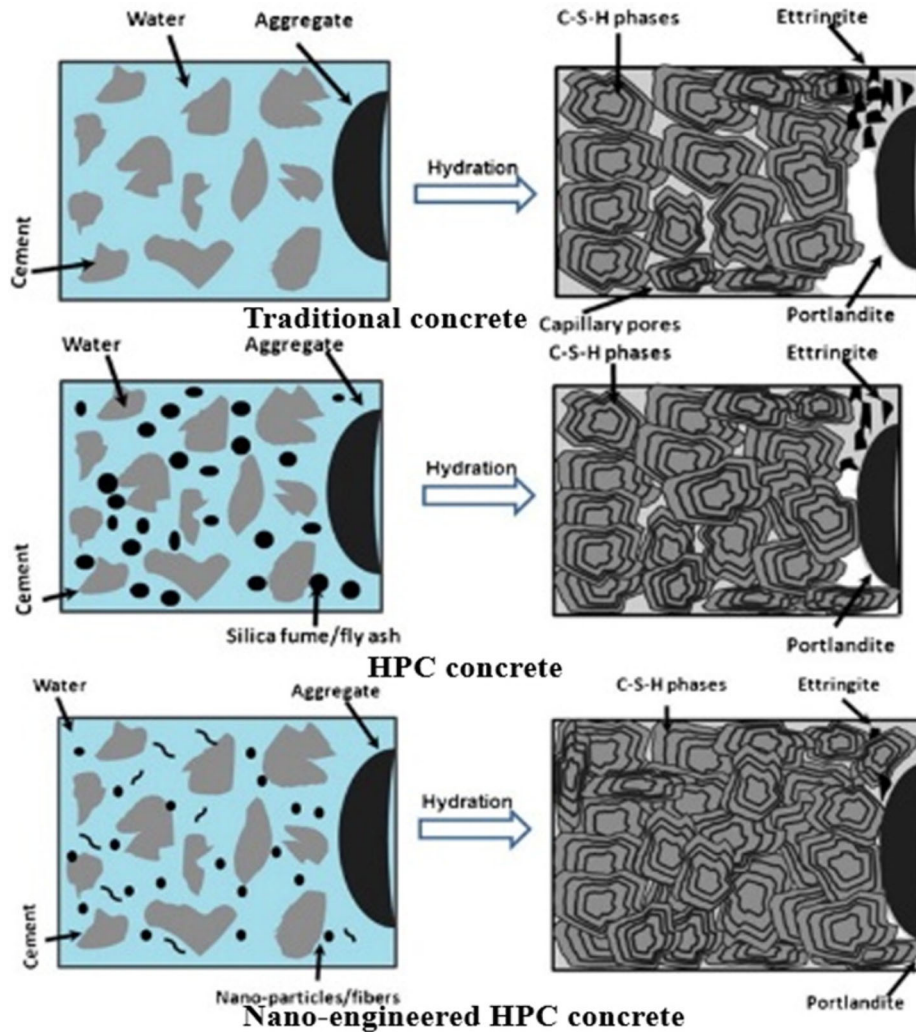 Water
Aggregate
Cement
Hydration
C-S-H phases
Ettringite
Capillary pores
Portlandite
Traditional concrete
Water
Aggregate
Cement
Silica fume/fly ash
Hydration
C-S-H phases
Ettringite
Portlandite
HPC concrete
Water
Aggregate
Cement
Nano-particles/fibers
Hydration
C-S-H phases
Ettringite
Portlandite
Nano-engineered HPC concrete